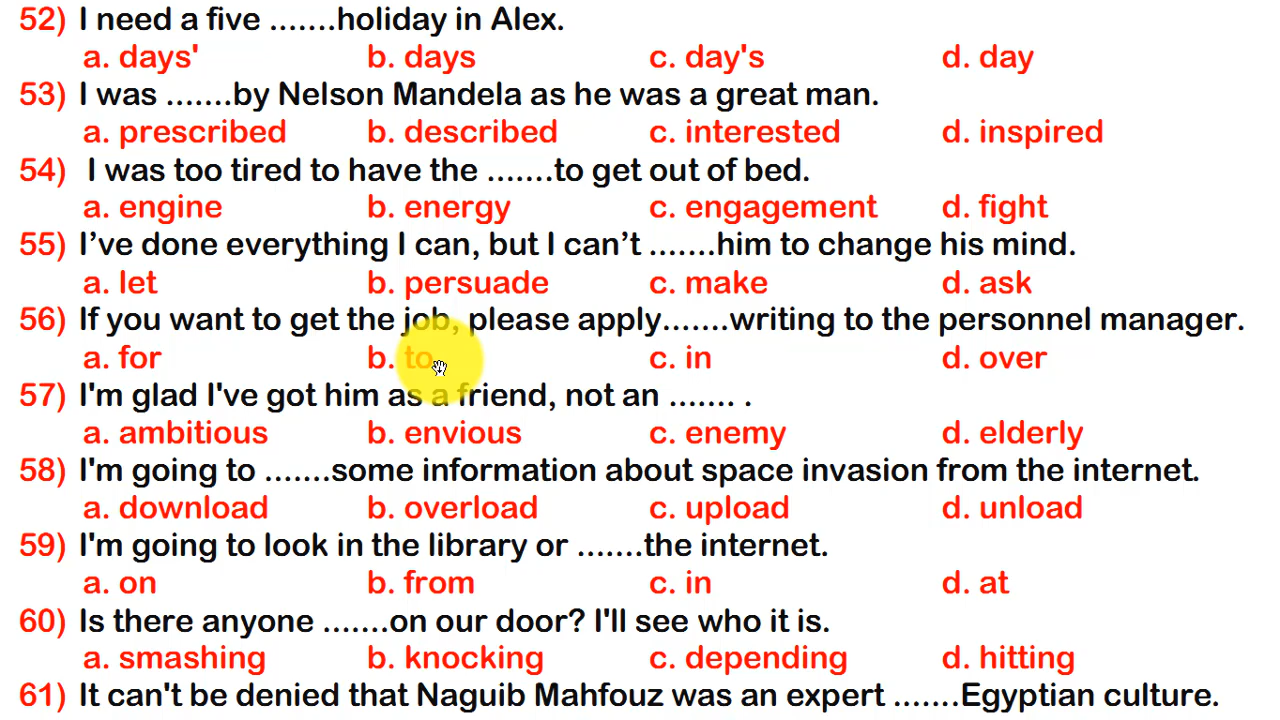 52) I need a five .......holiday in Alex.
a. days' b. days c. day's d. day
53) I was .......by Nelson Mandela as he was a great man.
a. prescribed b. described c. interested d. inspired
54) I was too tired to have the .......to get out of bed.
a. engine b. energy c. engagement d. fight
55) I’ve done everything I can, but I can’t .......him to change his mind.
a. let b. persuade c. make d. ask
56) If you want to get the job, please apply.......writing to the personnel manager.
a. for b. to c. in d. over
57) I'm glad I've got him as a friend, not an ....... .
a. ambitious b. envious c. enemy d. elderly
58) I'm going to .......some information about space invasion from the internet.
a. download b. overload c. upload d. unload
59) I'm going to look in the library or .......the internet.
a. on b. from c. in d. at
60) Is there anyone .......on our door? I'll see who it is.
a. smashing b. knocking c. depending d. hitting
61) It can't be denied that Naguib Mahfouz was an expert .......Egyptian culture.